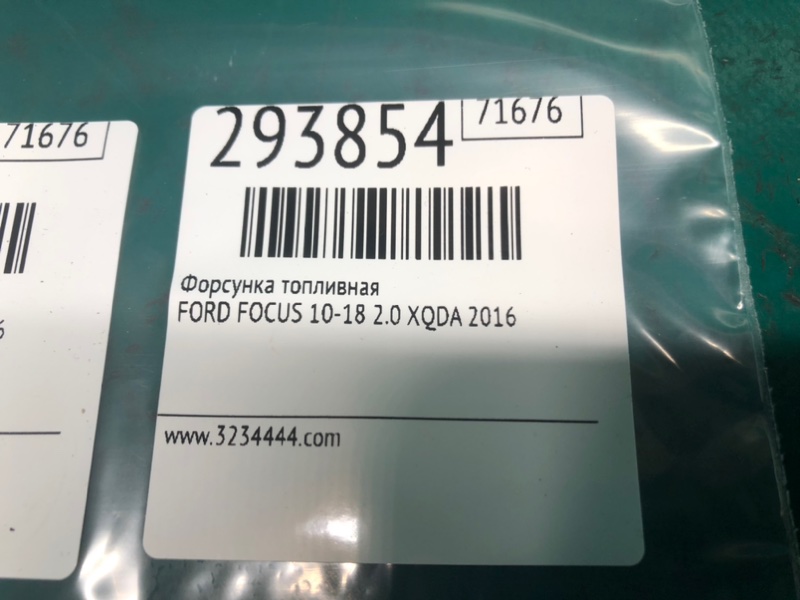 71676
293854
71676
Форсунка топливная
FORD FOCUS 10-18 2.0 XQDA 2016
www.3234444.com